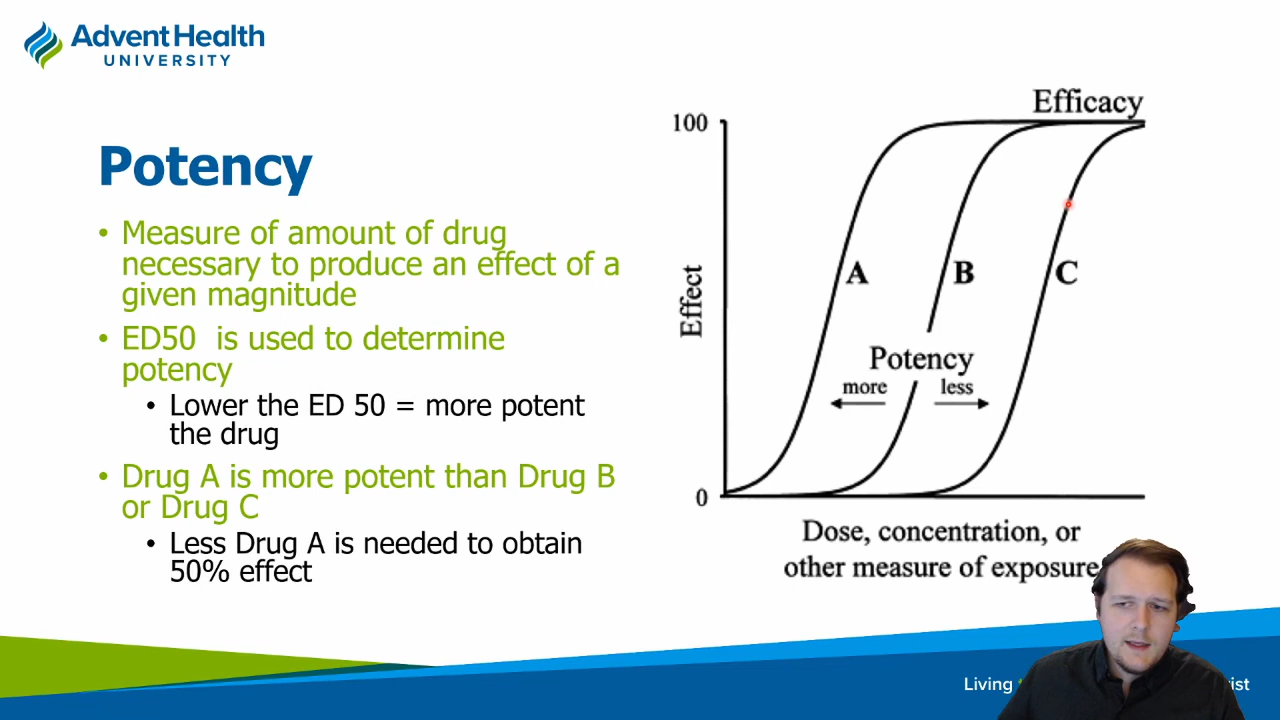 AdventHealth
UNIVERSITY
Potency
• Measure of amount of drug
necessary to produce an effect of a
given magnitude
• ED50  is used to determine
potency
• Lower the ED 50 = more potent
the drug
• Drug A is more potent than Drug B
or Drug C
• Less Drug A is needed to obtain
50% effect
Efficacy
100
A
B
C
Effect
Potency
more
less
0
Dose, concentration, or
other measure of exposure
Living